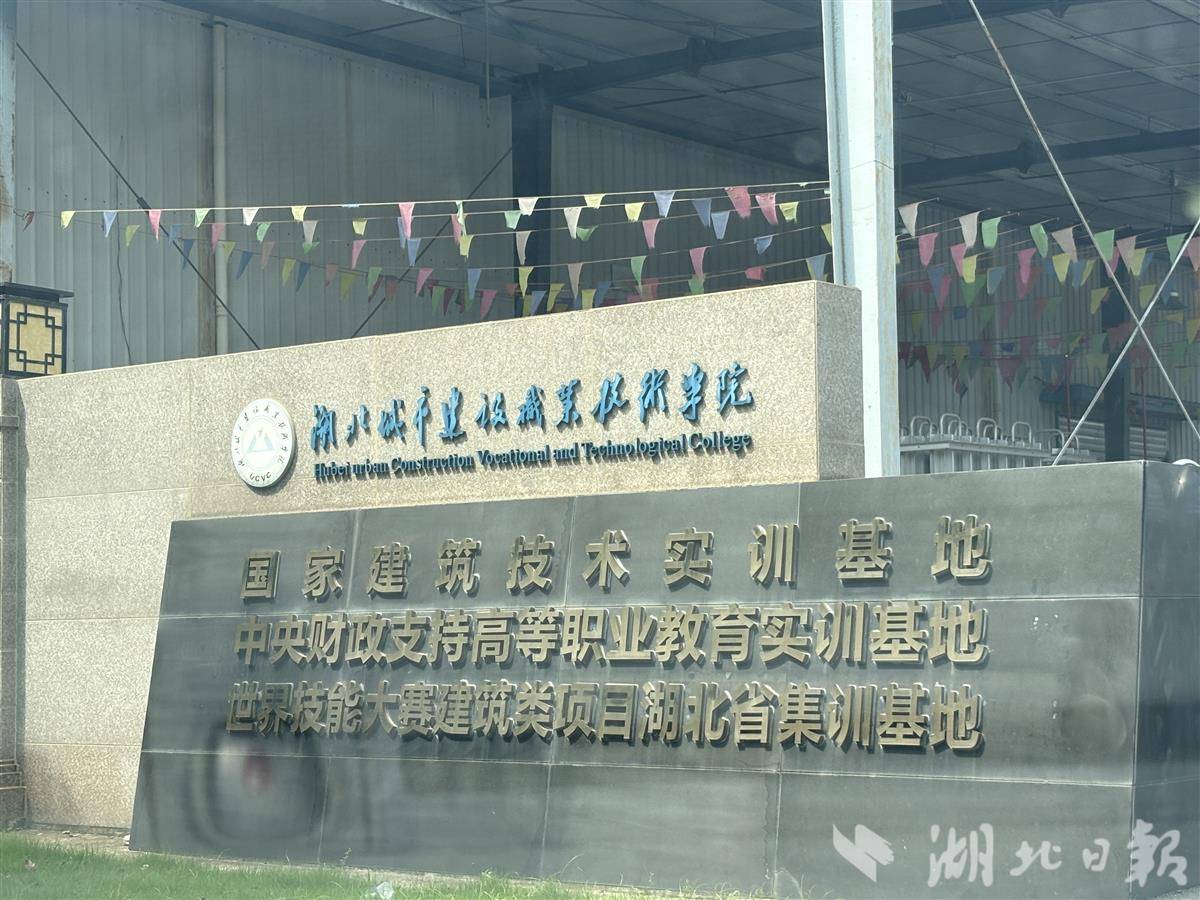 湖北城市建设职业技术学院
Hubei urban Construction Vocational and Technological College
UCVC
国家建筑技术实训基地
中央财政支持高等职业教育实训基地
世界技能大赛建筑类项目湖北省集训基地
湖北日報